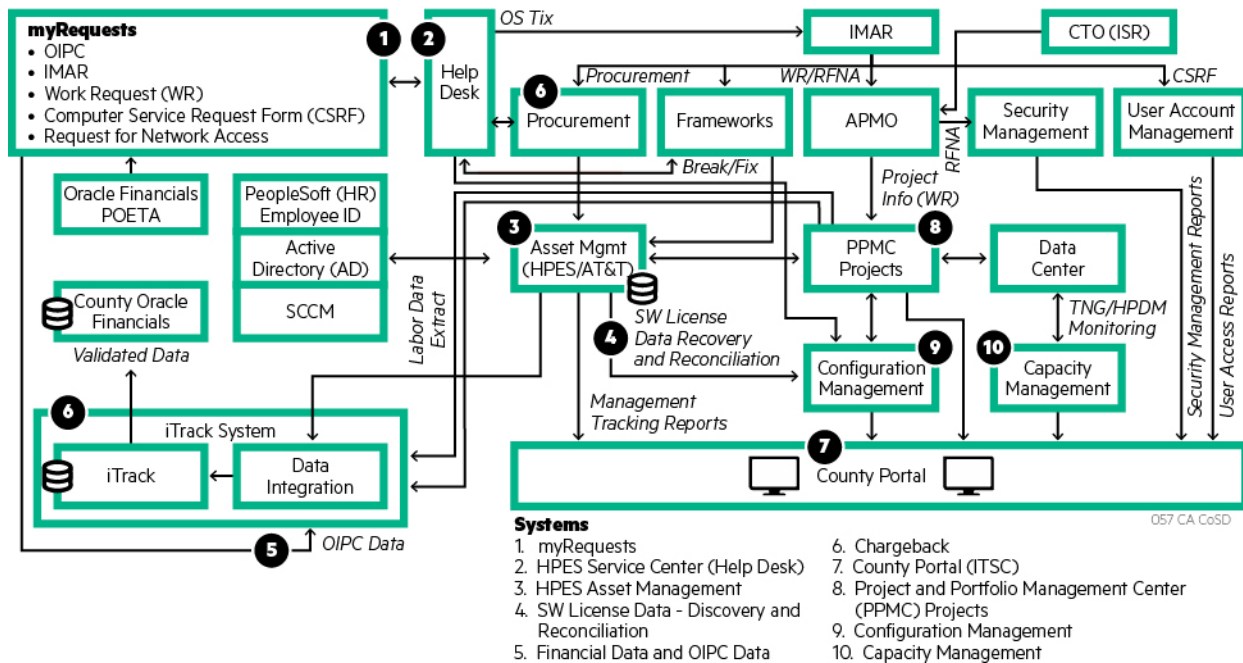 myRequests
• OIPC
• IMAR
• Work Request (WR)
• Computer Service Request Form (CSRF)
• Request for Network Access
1
2
Help
Desk
OS Tix
IMAR
CTO (ISR)
Procurement
WR/RFNA
CSRF
6
Procurement
Frameworks
APMO
RFNA
Security
Management
User Account
Management
Break/Fix
Oracle Financials
POETA
PeopleSoft (HR)
Employee ID
Active
Directory (AD)
SCCM
Project
Info (WR)
3
Asset Mgmt
(HPES/AT&T)
8
PPMC
Projects
Data
Center
Security Management Reports
User Access Reports
County Oracle
Financials
Validated Data
Labor Data
Extract
4
SW License
Data Recovery
and Reconciliation
TNG/HPDM
Monitoring
9
Configuration
Management
10
Capacity
Management
Management
Tracking Reports
6
iTrack System
iTrack
Data
Integration
7
County Portal
5
OIPC Data
057 CA CoSD
Systems
1. myRequests
2. HPES Service Center (Help Desk)
3. HPES Asset Management
4. SW License Data - Discovery and
Reconciliation
5. Financial Data and OIPC Data
6. Chargeback
7. County Portal (ITSC)
8. Project and Portfolio Management Center
(PPMC) Projects
9. Configuration Management
10. Capacity Management